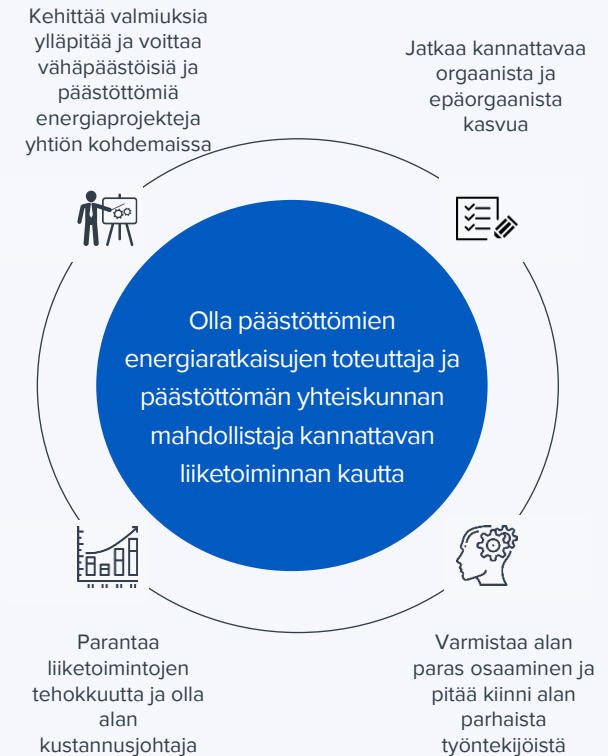 Kehittää valmiuksia
ylläpitää ja voittaa
vähäpäästöisiä ja
päästöttömiä
energiaprojekteja
yhtiön kohdemaissa
Jatkaa kannattavaa
orgaanista ja
epäorgaanista
kasvua
Olla päästöttömien
energiaratkaisujen toteuttaja ja
päästöttömän yhteiskunnan
mahdollistaja kannattavan
liiketoiminnan kautta
Parantaa
liiketoimintojen
tehokkuutta ja olla
alan
kustannusjohtaja
Varmistaa alan
paras osaaminen ja
pitää kiinni alan
parhaista
työntekijöistä